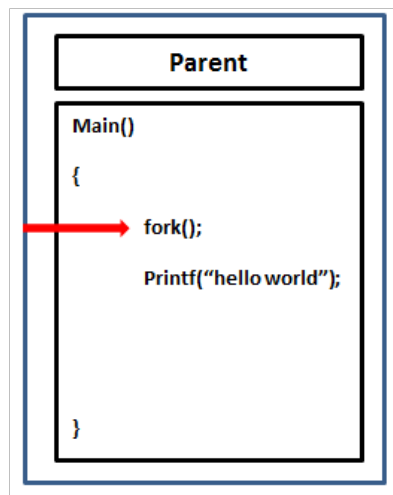 Parent
Main()
{
fork();
Printf(“hello world”);
}